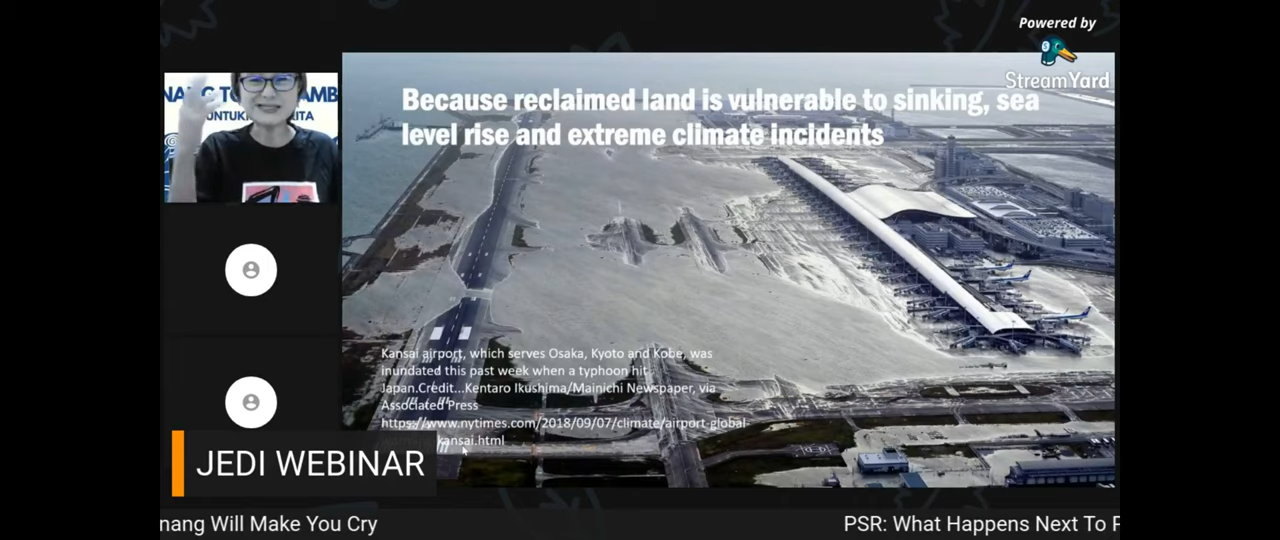 Powered by
StreamYard
Because reclaimed land is vulnerable to sinking, sea
level rise and extreme climate incidents
Kansai airport, which serves Osaka, Kyoto and Kobe, was
inundated this past week when a typhoon hit
Japan.Credit...Kentaro Ikushima/Mainichi Newspaper, via
Associated Press
https://www.nytimes.com/2018/09/07/climate/airport-global-
kansai.html
JEDI WEBINAR
nang Will Make You Cry
PSR: What Happens Next To P